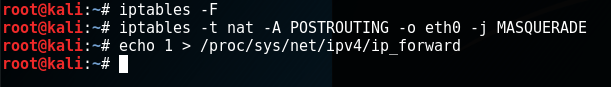 root@kali:~# iptables -F
root@kali:~# iptables -t nat -A POSTROUTING -o eth0 -j MASQUERADE
root@kali:~# echo 1 > /proc/sys/net/ipv4/ip_forward
root@kali:~#